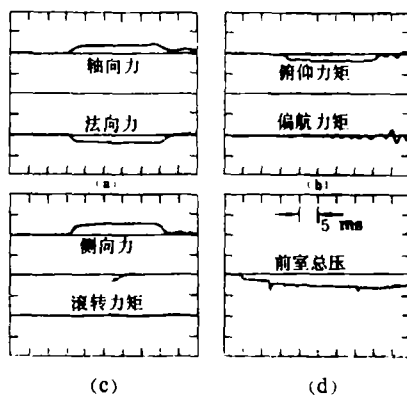 轴向力
法向力
(a)
俯仰力矩
偏航力矩
(b)
侧向力
滚转力矩
(c)
5 ms
前室总压
(d)